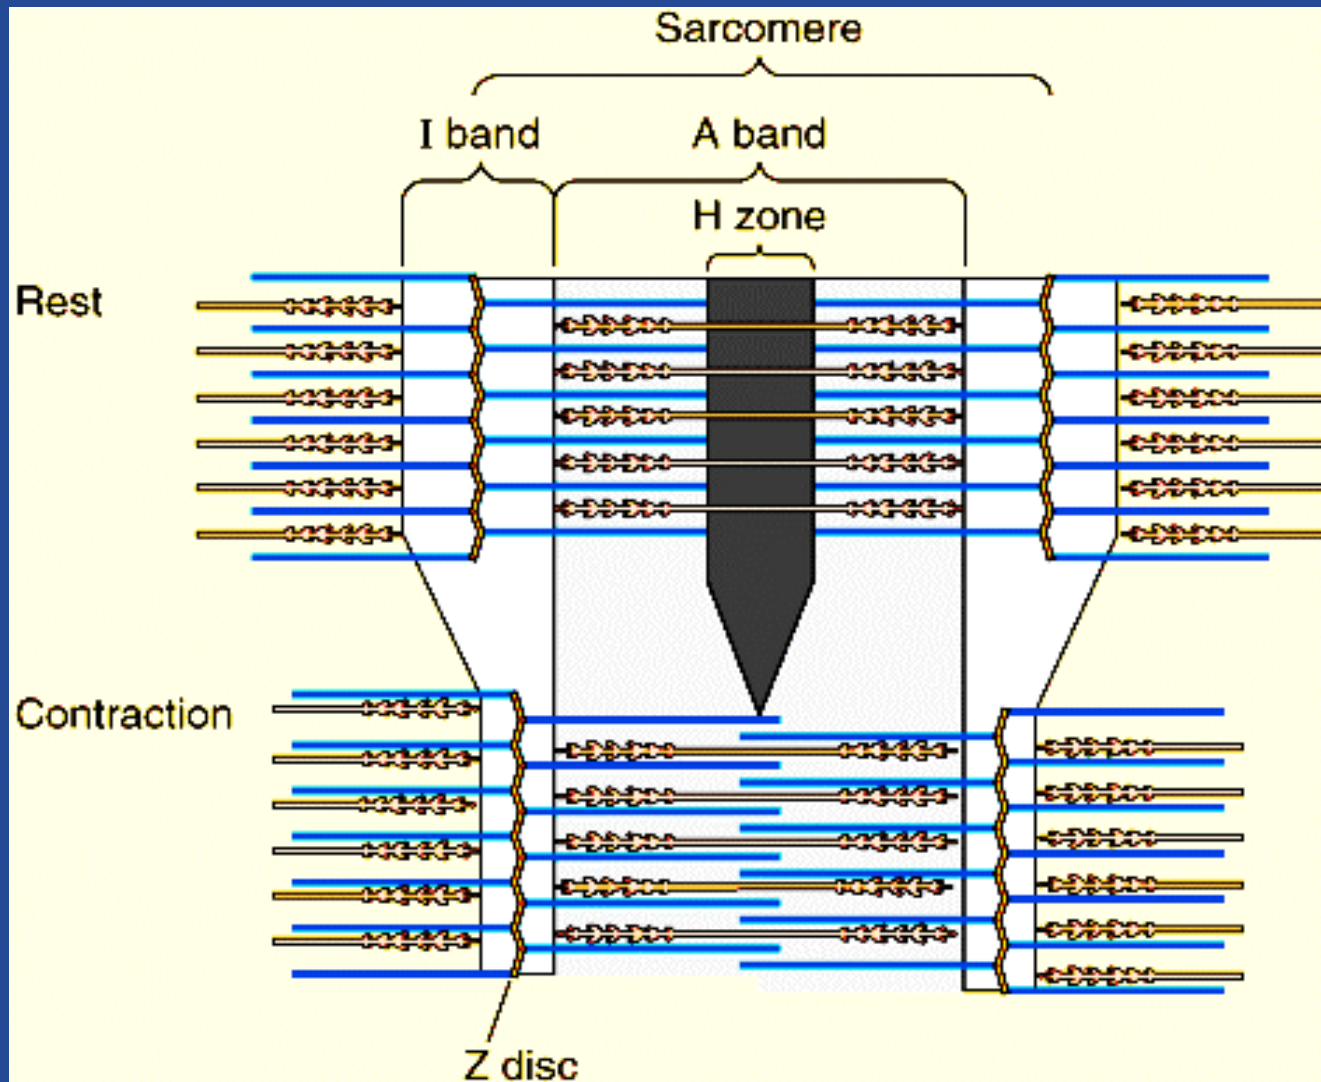 Sarcomere
I band
A band
H zone
Rest
Contraction
Z disc